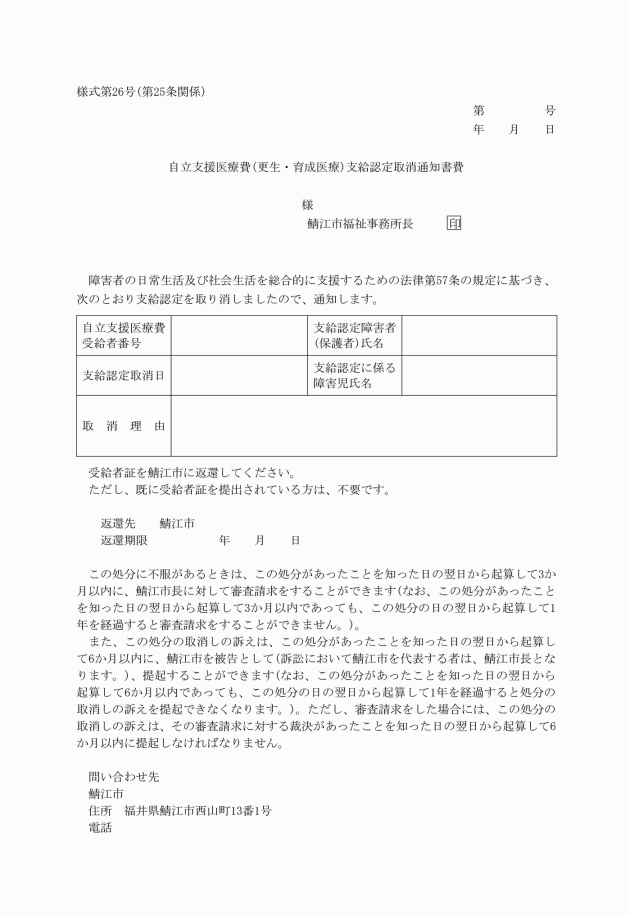 様式第26号(第25条関係)
第　　　　　号
年　　月　　日
自立支援医療費(更生・育成医療)支給認定取消通知書費
様
鯖江市福祉事務所長　　　印
　障害者の日常生活及び社会生活を総合的に支援するための法律第57条の規定に基づき、
次のとおり支給認定を取り消しましたので、通知します。
自立支援医療費
受給者番号
支給認定障害者
(保護者)氏名
支給認定取消日
支給認定に係る
障害児氏名
取　消　理　由
　受給者証を鯖江市に返還してください。
　ただし、既に受給者証を提出されている方は、不要です。
　　返還先　　鯖江市
　　返還期限　　　　　　年　　月　　日
　この処分に不服があるときは、この処分があったことを知った日の翌日から起算して3か
月以内に、鯖江市長に対して審査請求をすることができます(なお、この処分があったこと
を知った日の翌日から起算して3か月以内であっても、この処分の日の翌日から起算して1
年を経過すると審査請求をすることができません。)。
　また、この処分の取消しの訴えは、この処分があったことを知った日の翌日から起算し
て6か月以内に、鯖江市を被告として(訴訟において鯖江市を代表する者は、鯖江市長とな
ります。)、提起することができます(なお、この処分があったことを知った日の翌日から
起算して6か月以内であっても、この処分の日の翌日から起算して1年を経過すると処分の
取消しの訴えを提起できなくなります。)。ただし、審査請求をした場合には、この処分の
取消しの訴えは、その審査請求に対する裁決があったことを知った日の翌日から起算して6
か月以内に提起しなければなりません。
　問い合わせ先
　鯖江市
　住所　福井県鯖江市西山町13番1号
　電話